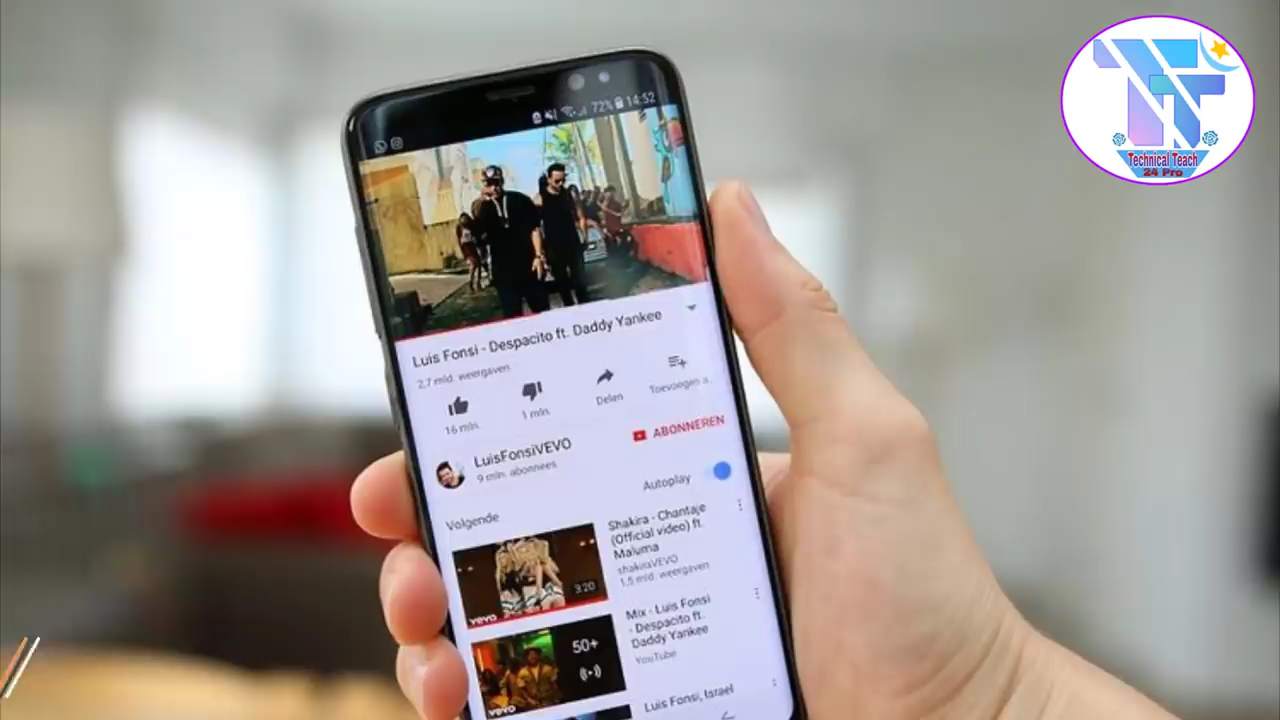 72% 14:52
Luis Fonsi - Despacito ft. Daddy Yankee
2,7 mld. weergaven
16 mln.
1 mln.
Delen
Toevoegen a..
LuisFonsiVEVO
9 mln. abonnees
ABONNEREN
Autoplay
Volgende
Shakira - Chantaje
(Official video) ft.
Maluma
shakiraVEVO
1,5 mld. weergaven
3:20
vevo
Mix - Luis Fonsi
- Despacito ft.
Daddy Yankee
YouTube
50+
vevo
Luis Fonsi, Israel
TT
Technical Teach
24 Pro